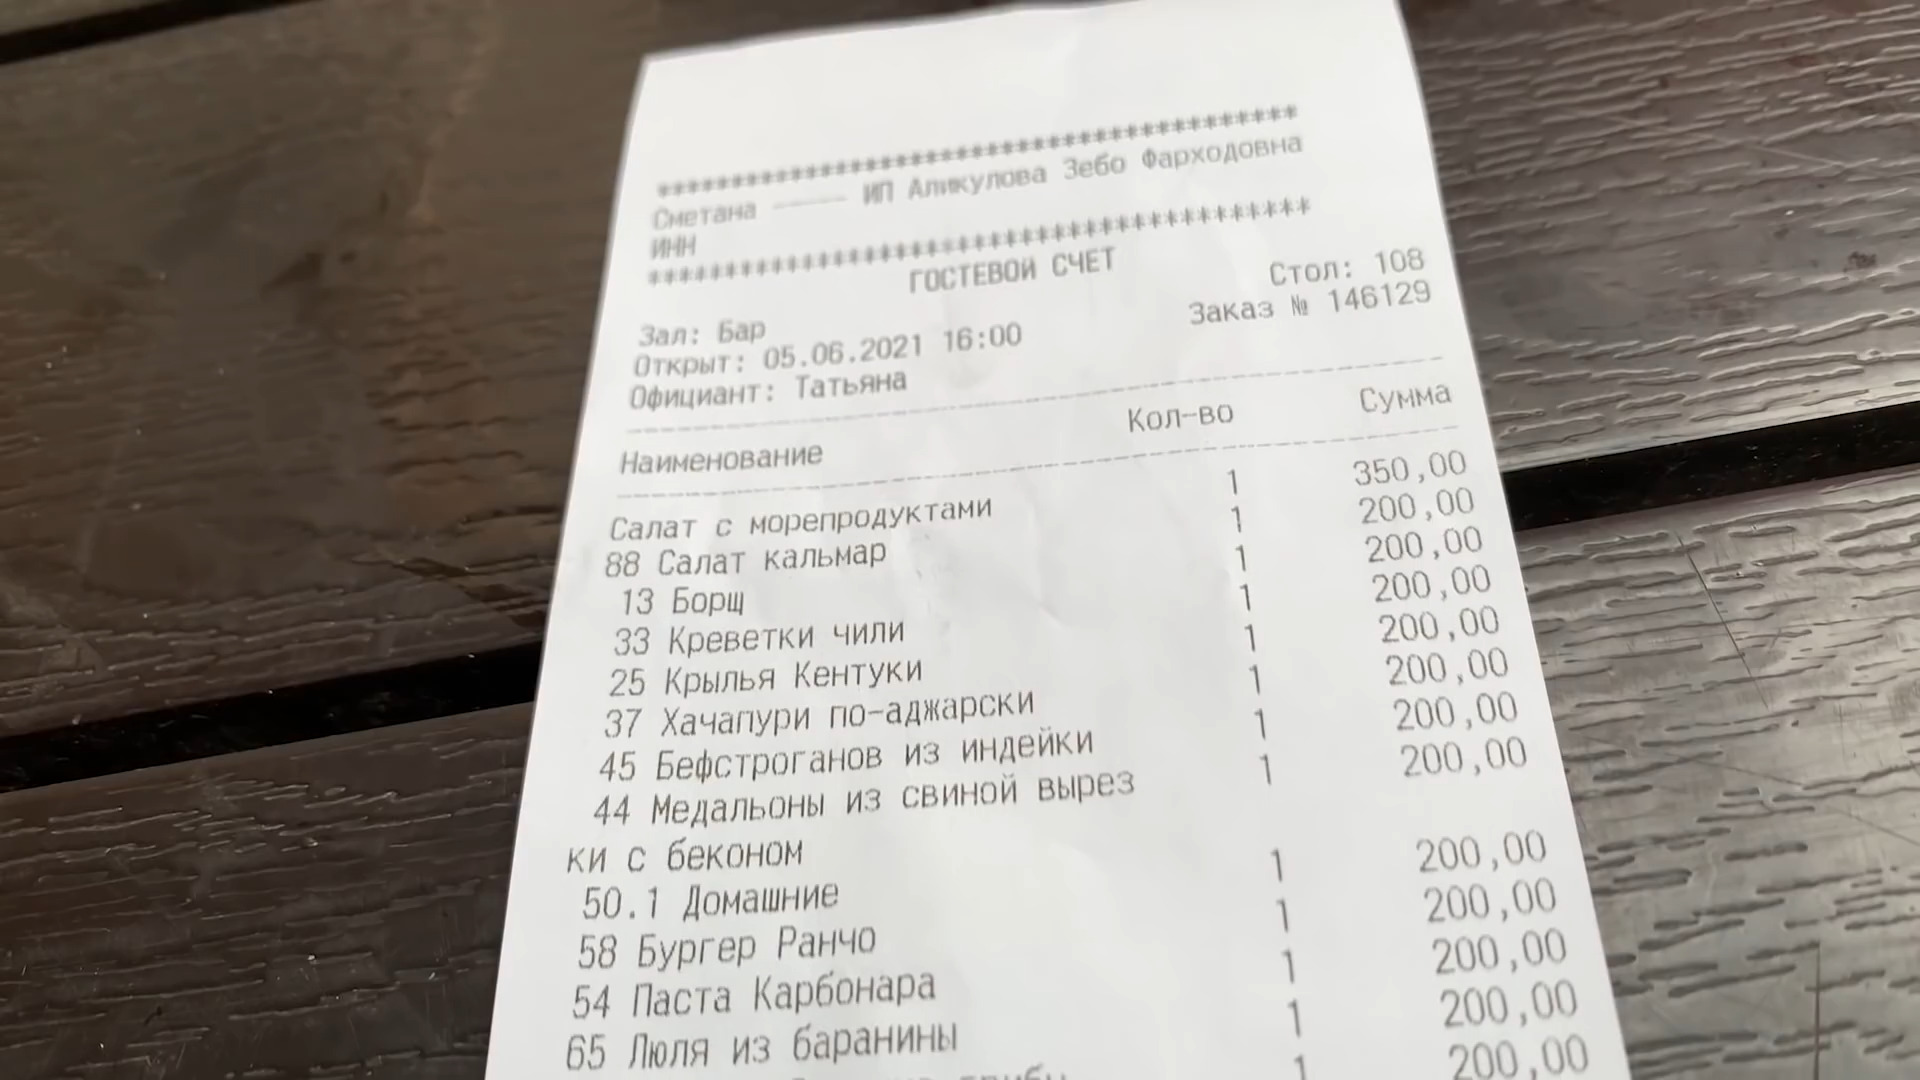 ****************************************
Сметана ----- ИП Аликулова Зебо Фарходовна
ИНН
****************************************
ГОСТЕВОЙ СЧЕТ
Зал: Бар Стол: 108
Открыт: 05.06.2021 16:00 Заказ № 146129
Официант: Татьяна
Наименование Кол-во Сумма
Салат с морепродуктами 1 350,00
88 Салат кальмар 1 200,00
13 Борщ 1 200,00
33 Креветки чили 1 200,00
25 Крылья Кентуки 1 200,00
37 Хачапури по-аджарски 1 200,00
45 Бефстроганов из индейки 1 200,00
44 Медальоны из свиной вырез 1 200,00
ки с беконом
50.1 Домашние 1 200,00
58 Бургер Ранчо 1 200,00
54 Паста Карбонара 1 200,00
65 Люля из баранины 1 200,00
1 200,00